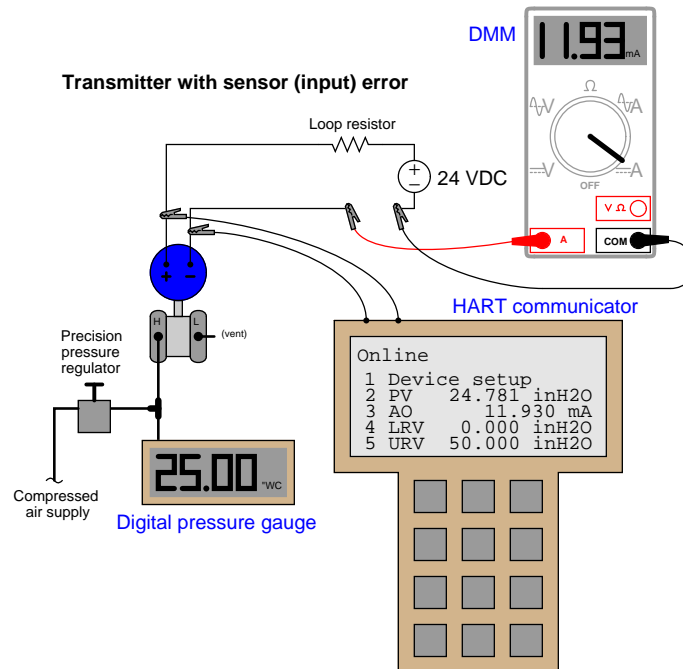 DMM
11.93
mA
Transmitter with sensor (input) error
Ω
V
A
V
A
OFF
Loop resistor
+
−
24 VDC
V Ω
A
COM
+ −
HART communicator
H
L
(vent)
Precision
pressure
regulator
Online
1 Device setup
2 PV 24.781 inH2O
3 AO 11.930 mA
4 LRV 0.000 inH2O
5 URV 50.000 inH2O
25.00
"WC
Compressed
air supply
Digital pressure gauge